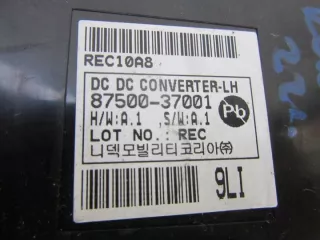 REC10A8
DC DC CONVERTER-LH
87500-37001
Pb
H/W:A.1 ,S/W:A.1
LOT NO.: REC
니덱모빌리티코리아㈜
9LI